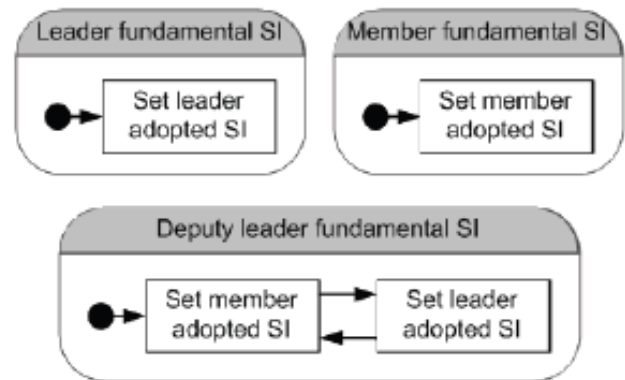 Leader fundamental SI
Set leader
adopted SI
Member fundamental SI
Set member
adopted SI
Deputy leader fundamental SI
Set member
adopted SI
Set leader
adopted SI